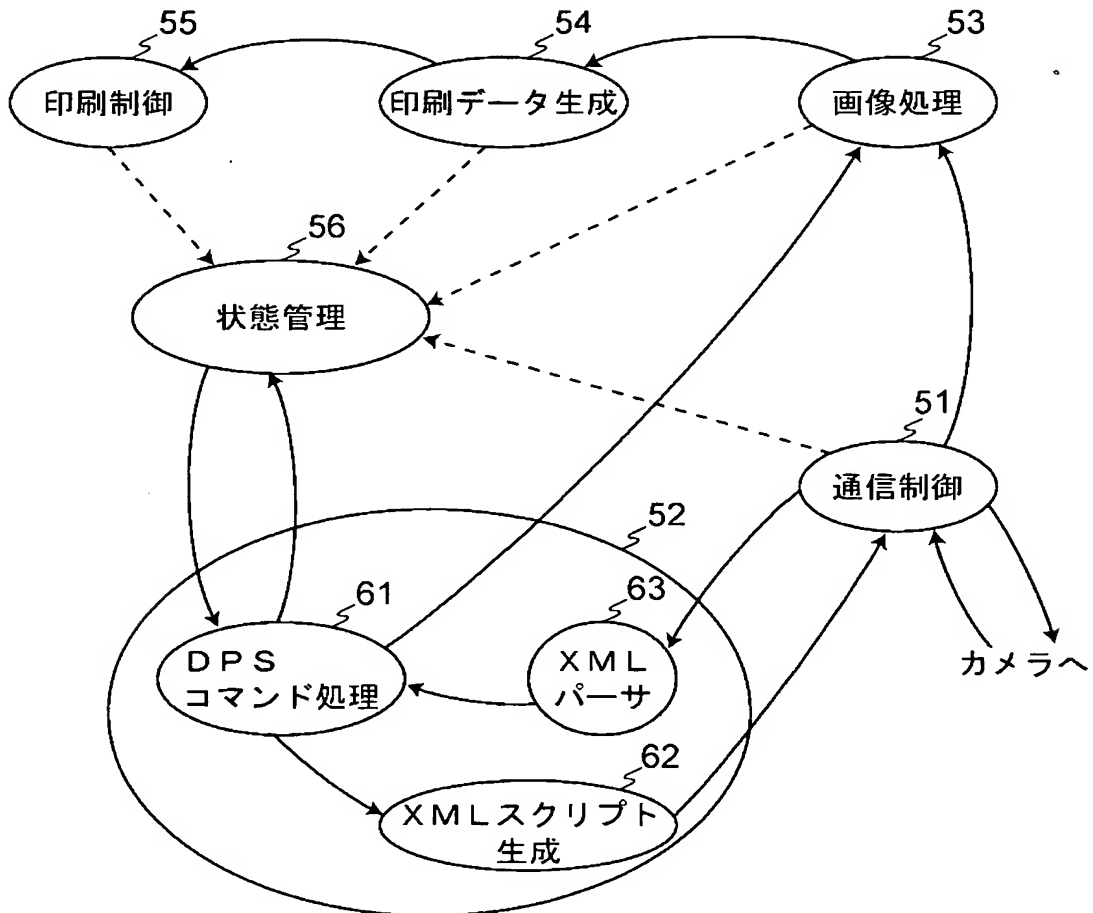 55
54
53
印刷制御
印刷データ生成
画像処理
56
状態管理
51
通信制御
52
61
63
DPS
コマンド処理
XML
パーサ
カメラへ
62
XMLスクリプト
生成